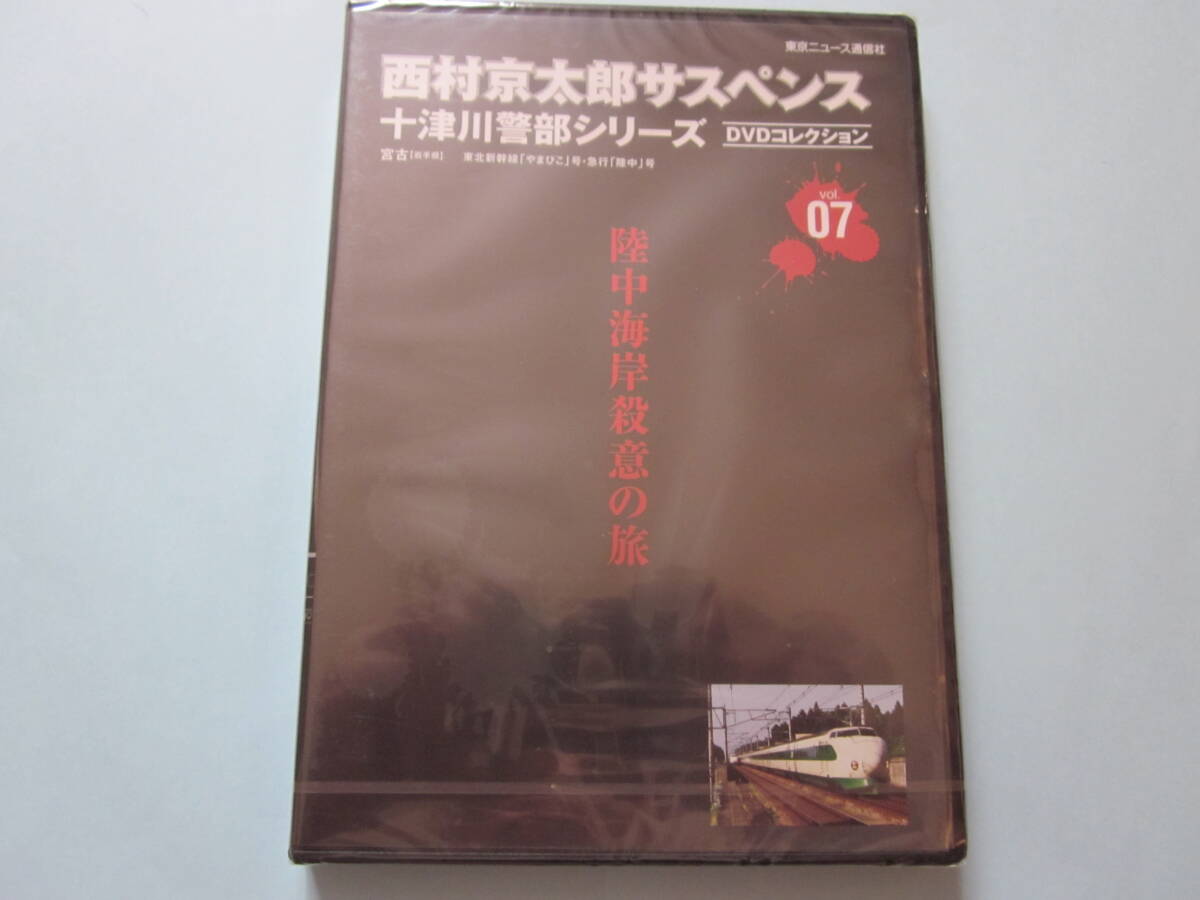 東京ニュース通信社
西村京太郎サスペンス
十津川警部シリーズ DVDコレクション
宮古【岩手県】 東北新幹線「やまびこ」号・急行「陸中」号
vol.
07
陸中海岸殺意の旅